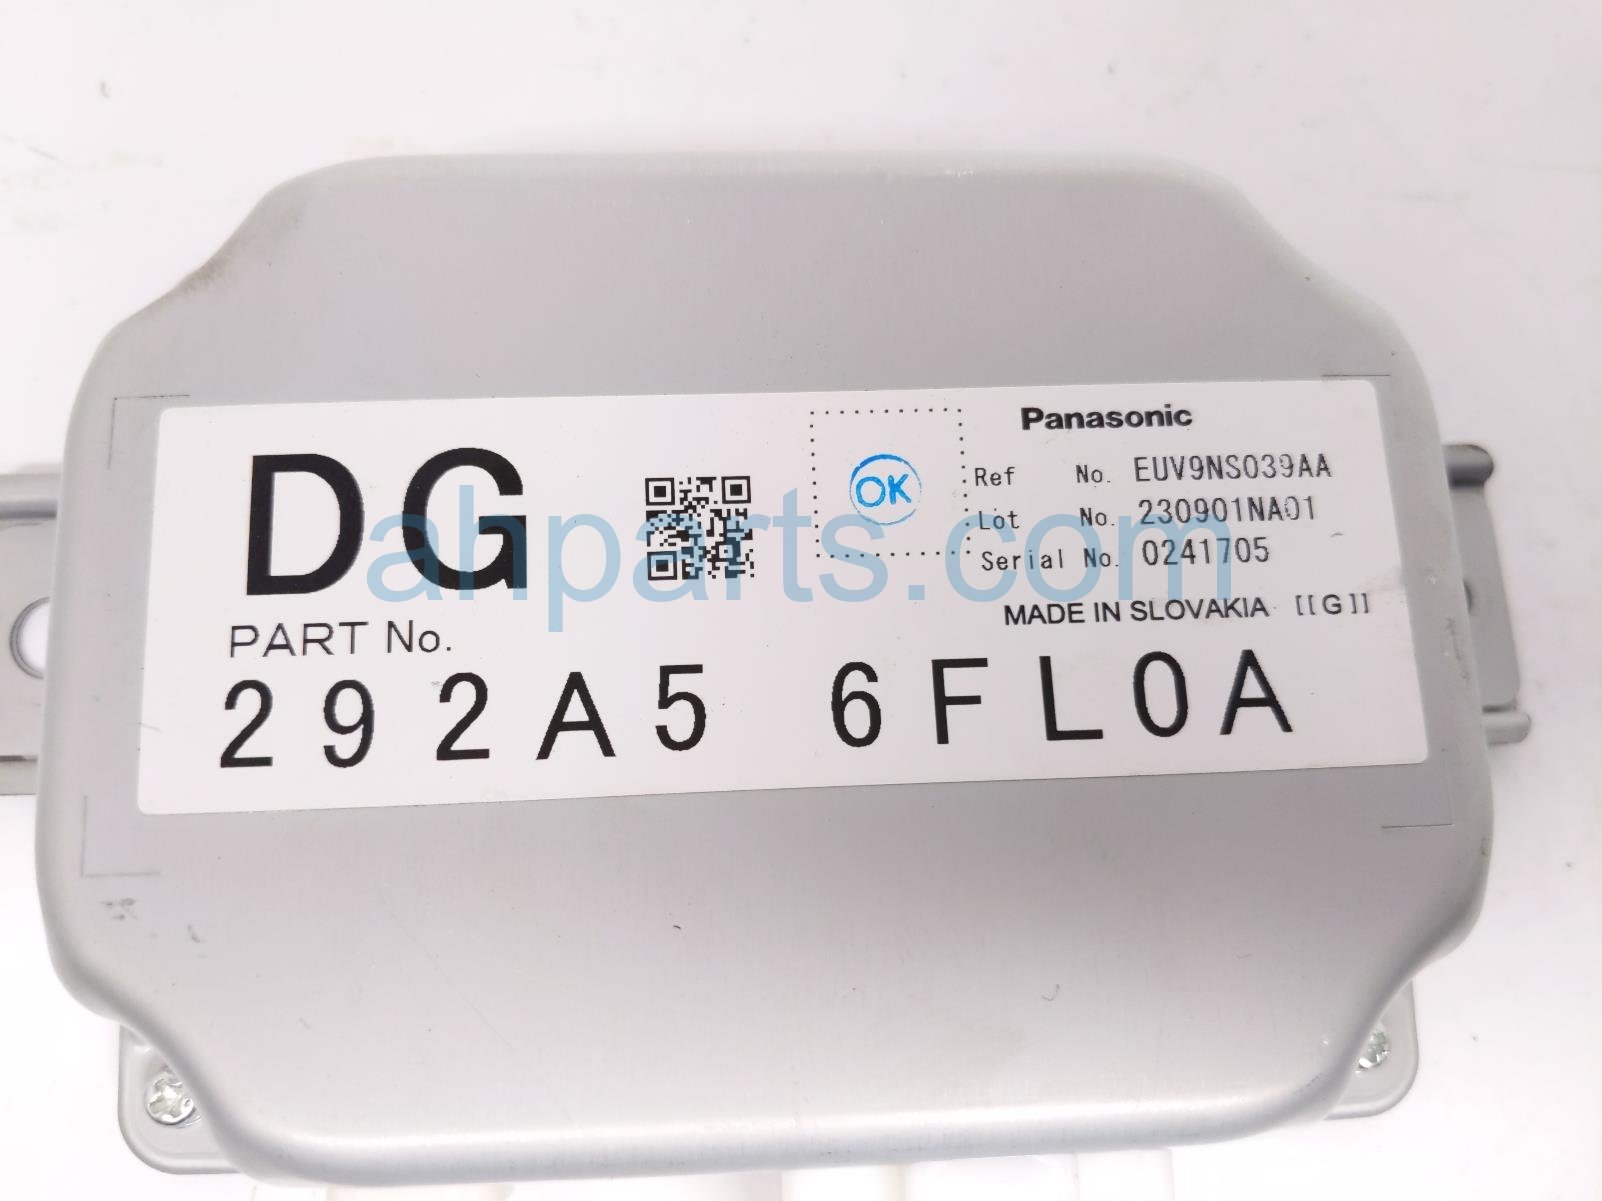 DG
OK
Panasonic
Ref No. EUV9NS039AA
Lot No. 230901NA01
Serial No. 0241705
MADE IN SLOVAKIA [[G]]
PART No.
292A5 6FL0A
ahparts.com